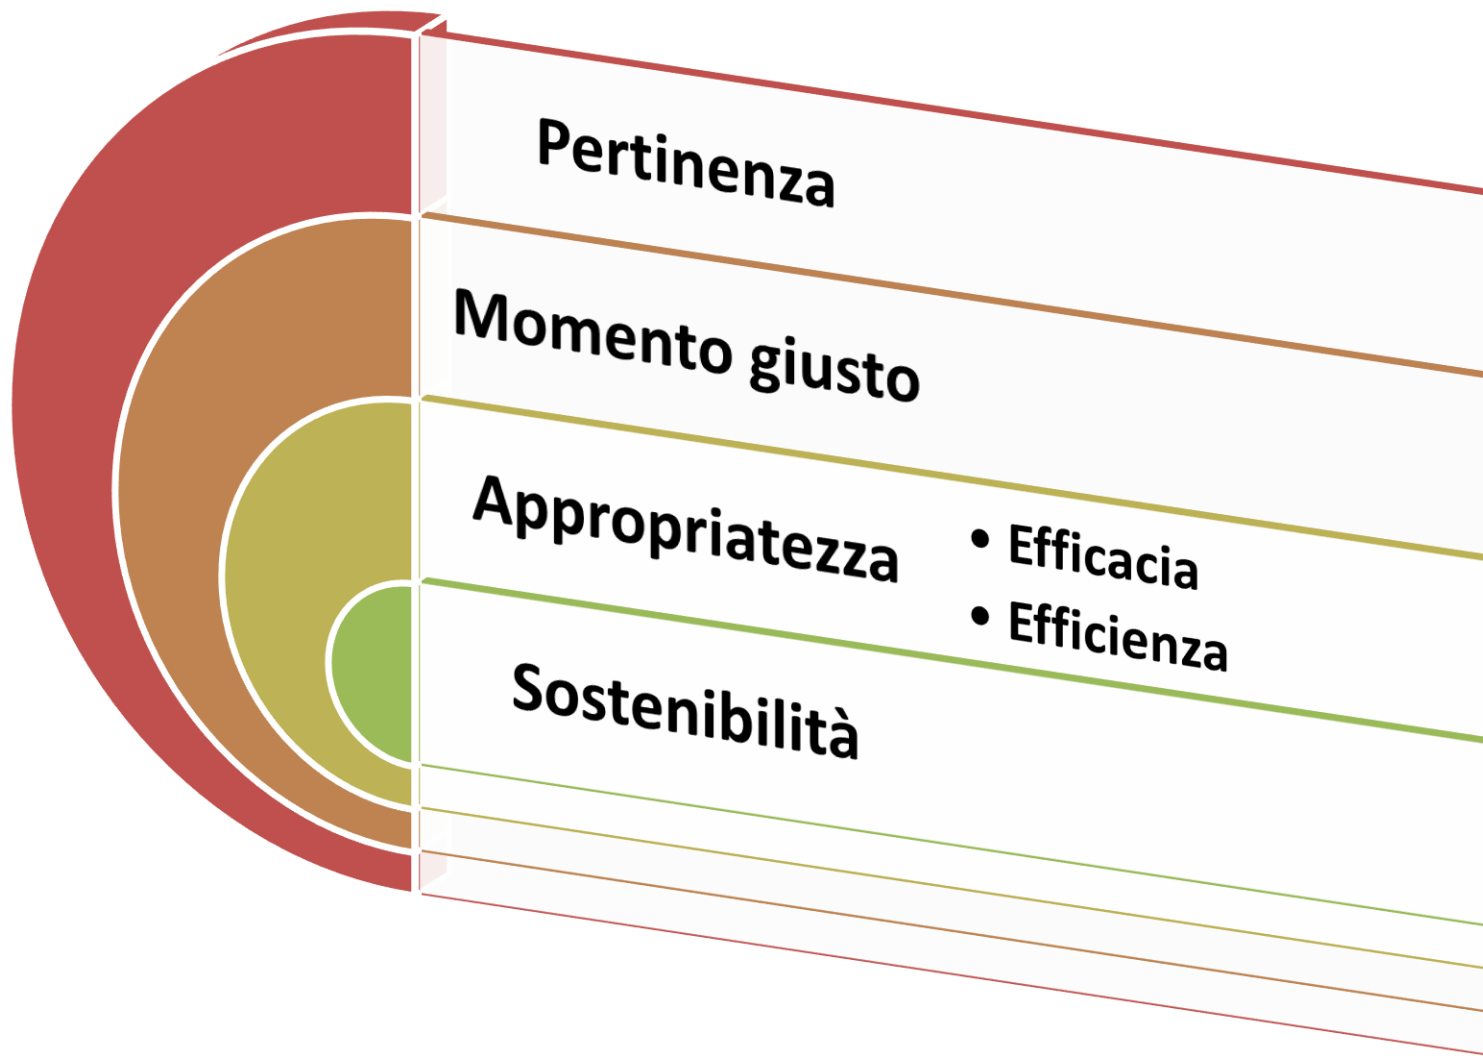 Pertinenza
Momento giusto
Appropriatezza
• Efficacia
• Efficienza
Sostenibilità